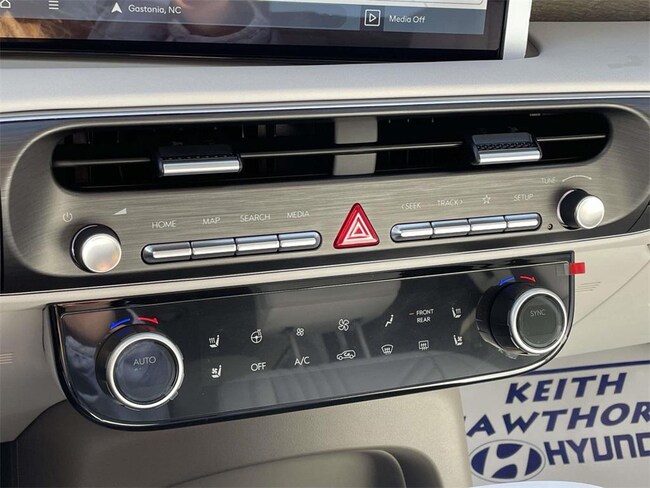 Gastonia, NC
Media Off
HOME MAP SEARCH MEDIA
<SEEK TRACK> SETUP TUNE
AUTO
OFF A/C
FRONT
REAR
SYNC
KEITH
AWTHOR
HYUND